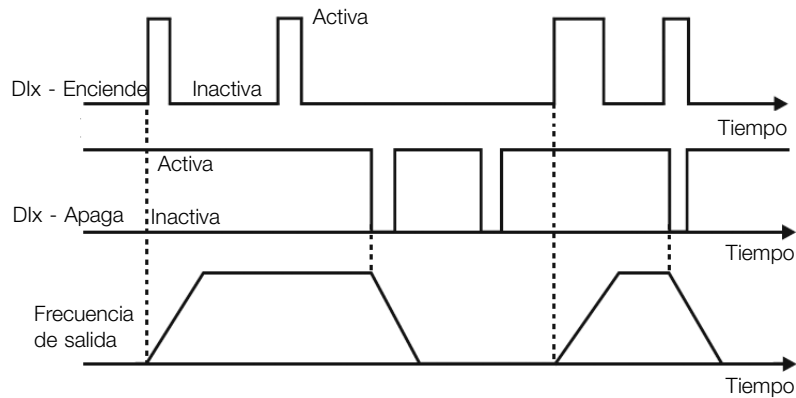 Activa
DIx - Enciende
Inactiva
Tiempo
Activa
DIx - Apaga
Inactiva
Tiempo
Frecuencia
de salida
Tiempo